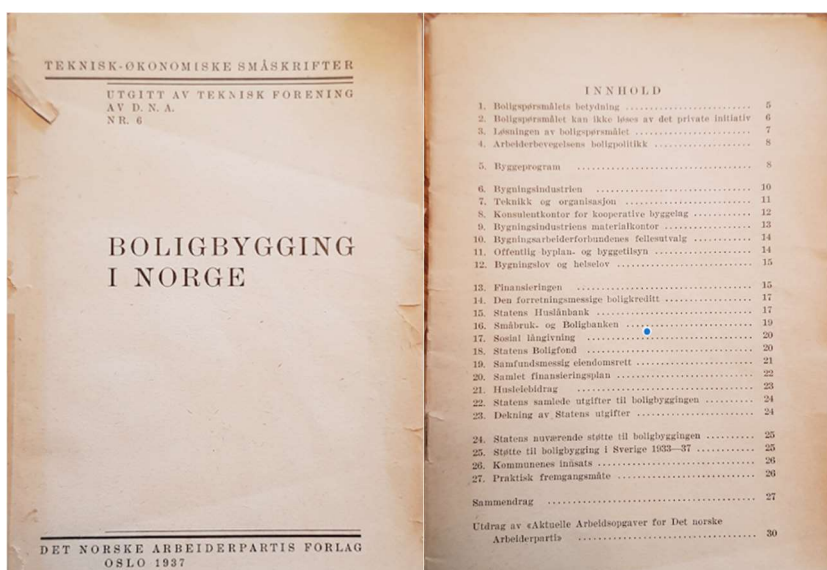 TEKNISK-ØKONOMISKE SMÅSKRIFTER
UTGITT AV TEKNISK FORENING
AV D. N. A.
NR. 6
BOLIGBYGGING
I NORGE
DET NORSKE ARBEIDERPARTIS FORLAG
OSLO 1937
INNHOLD
1. Boligspørsmålets betydning 5
2. Boligspørsmålet kan ikke løses av det private initiativ 6
3. Løsningen av boligspørsmålet 7
4. Arbeiderbevegelsens boligpolitikk 8
5. Byggeprogram 8
6. Bygningsindustrien 10
7. Teknikk og organisasjon 11
8. Konsulentkontor for kooperative byggelag 12
9. Bygningsindustriens materialkontor 13
10. Bygningsarbeiderforbundenes fellesutvalg 14
11. Offentlig byplan- og byggetilsyn 14
12. Bygningslov og helselov 15
13. Finansieringen 15
14. Den forretningsmessige boligkreditt 17
15. Statens Huslånbank 17
16. Småbruk- og Boligbanken 19
17. Sosial långivning 20
18. Statens Boligfond 20
19. Samfundsmessig eiendomsrett 21
20. Samlet finansieringsplan 22
21. Husleiebidrag 23
22. Statens samlede utgifter til boligbyggingen 24
23. Dekning av Statens utgifter 24
24. Statens nuværende støtte til boligbyggingen 25
25. Støtte til boligbygging i Sverige 1933—37 25
26. Kommunenes innsats 26
27. Praktisk fremgangsmåte 26
Sammendrag 27
Utdrag av «Aktuelle Arbeidsopgaver for Det norske
Arbeiderparti» 30